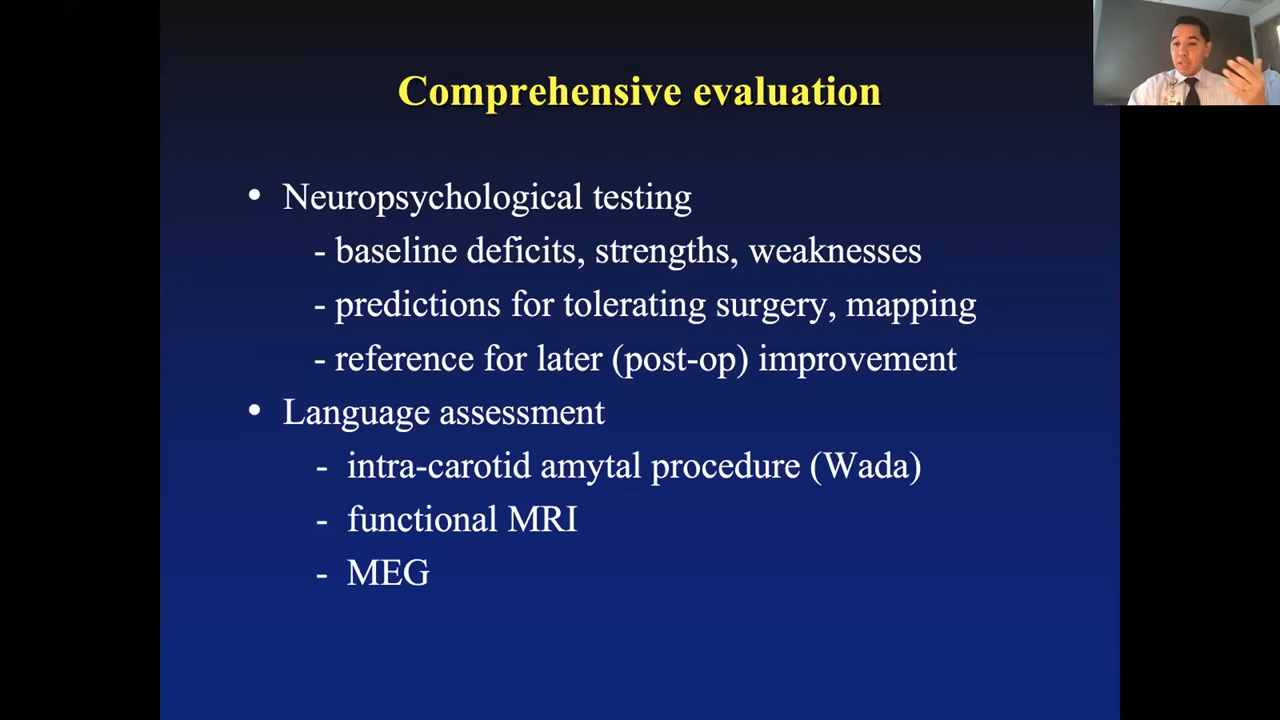 Comprehensive evaluation
• Neuropsychological testing
- baseline deficits, strengths, weaknesses
- predictions for tolerating surgery, mapping
- reference for later (post-op) improvement
• Language assessment
- intra-carotid amytal procedure (Wada)
- functional MRI
- MEG